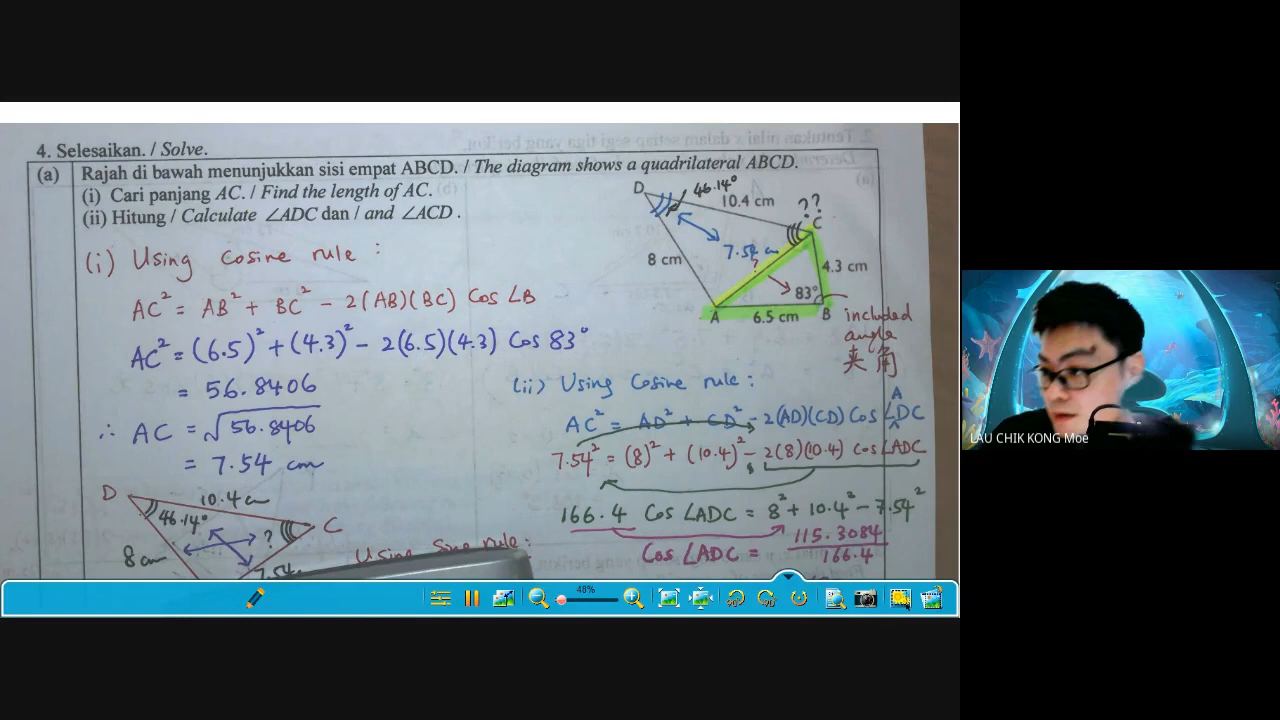 4. Selesaikan. / Solve.
(a) Rajah di bawah menunjukkan sisi empat ABCD. / The diagram shows a quadrilateral ABCD.
(i) Cari panjang AC. / Find the length of AC.
(ii) Hitung / Calculate ∠ADC dan / and ∠ACD .
D 46.14° 10.4 cm ?? C
7.54 cm
8 cm ? 4.3 cm
83°
A 6.5 cm B
included
angle
夹角
(i) Using Cosine rule :
AC² = AB² + BC² - 2(AB)(BC) Cos ∠B
AC² = (6.5)² + (4.3)² - 2(6.5)(4.3) Cos 83°
= 56.8406
∴ AC = √56.8406
= 7.54 cm
(ii) Using Cosine rule :
AC² = AD² + CD² - 2(AD)(CD) Cos ∠DC
A
7.54² = (8)² + (10.4)² - 2(8)(10.4) Cos ∠ADC
166.4 Cos ∠ADC = 8² + 10.4² - 7.54²
Cos ∠ADC = 115.3084
166.4
D 10.4 cm C
46.14° ?
8 cm 7.54
Using Sine rule:
48%
LAU CHIK KONG Moe